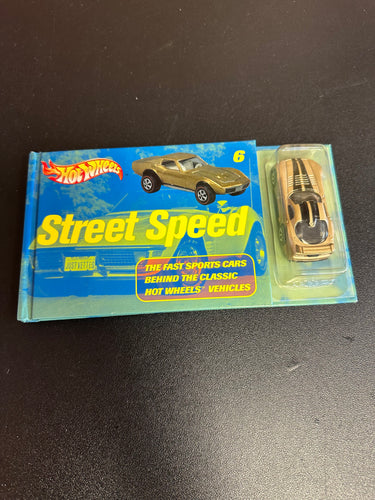 Hot Wheels
6
Street Speed
THE FAST SPORTS CARS
BEHIND THE CLASSIC
HOT WHEELS® VEHICLES